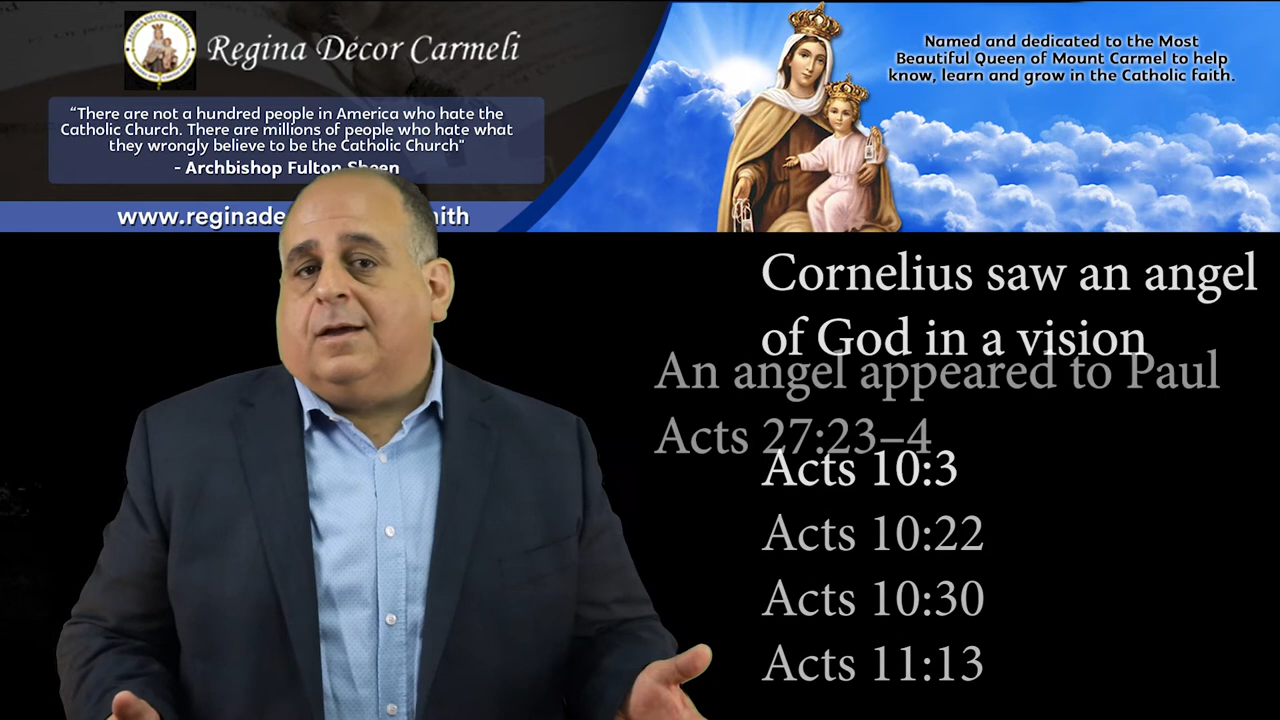 Regina Décor Carmeli
“There are not a hundred people in America who hate the
Catholic Church. There are millions of people who hate what
they wrongly believe to be the Catholic Church”
- Archbishop Fulton Sheen
Named and dedicated to the Most
Beautiful Queen of Mount Carmel to help
know, learn and grow in the Catholic faith.
Cornelius saw an angel
of God in a vision
An angel appeared to Paul
Acts 27:23–4
Acts 10:3
Acts 10:22
Acts 10:30
Acts 11:13